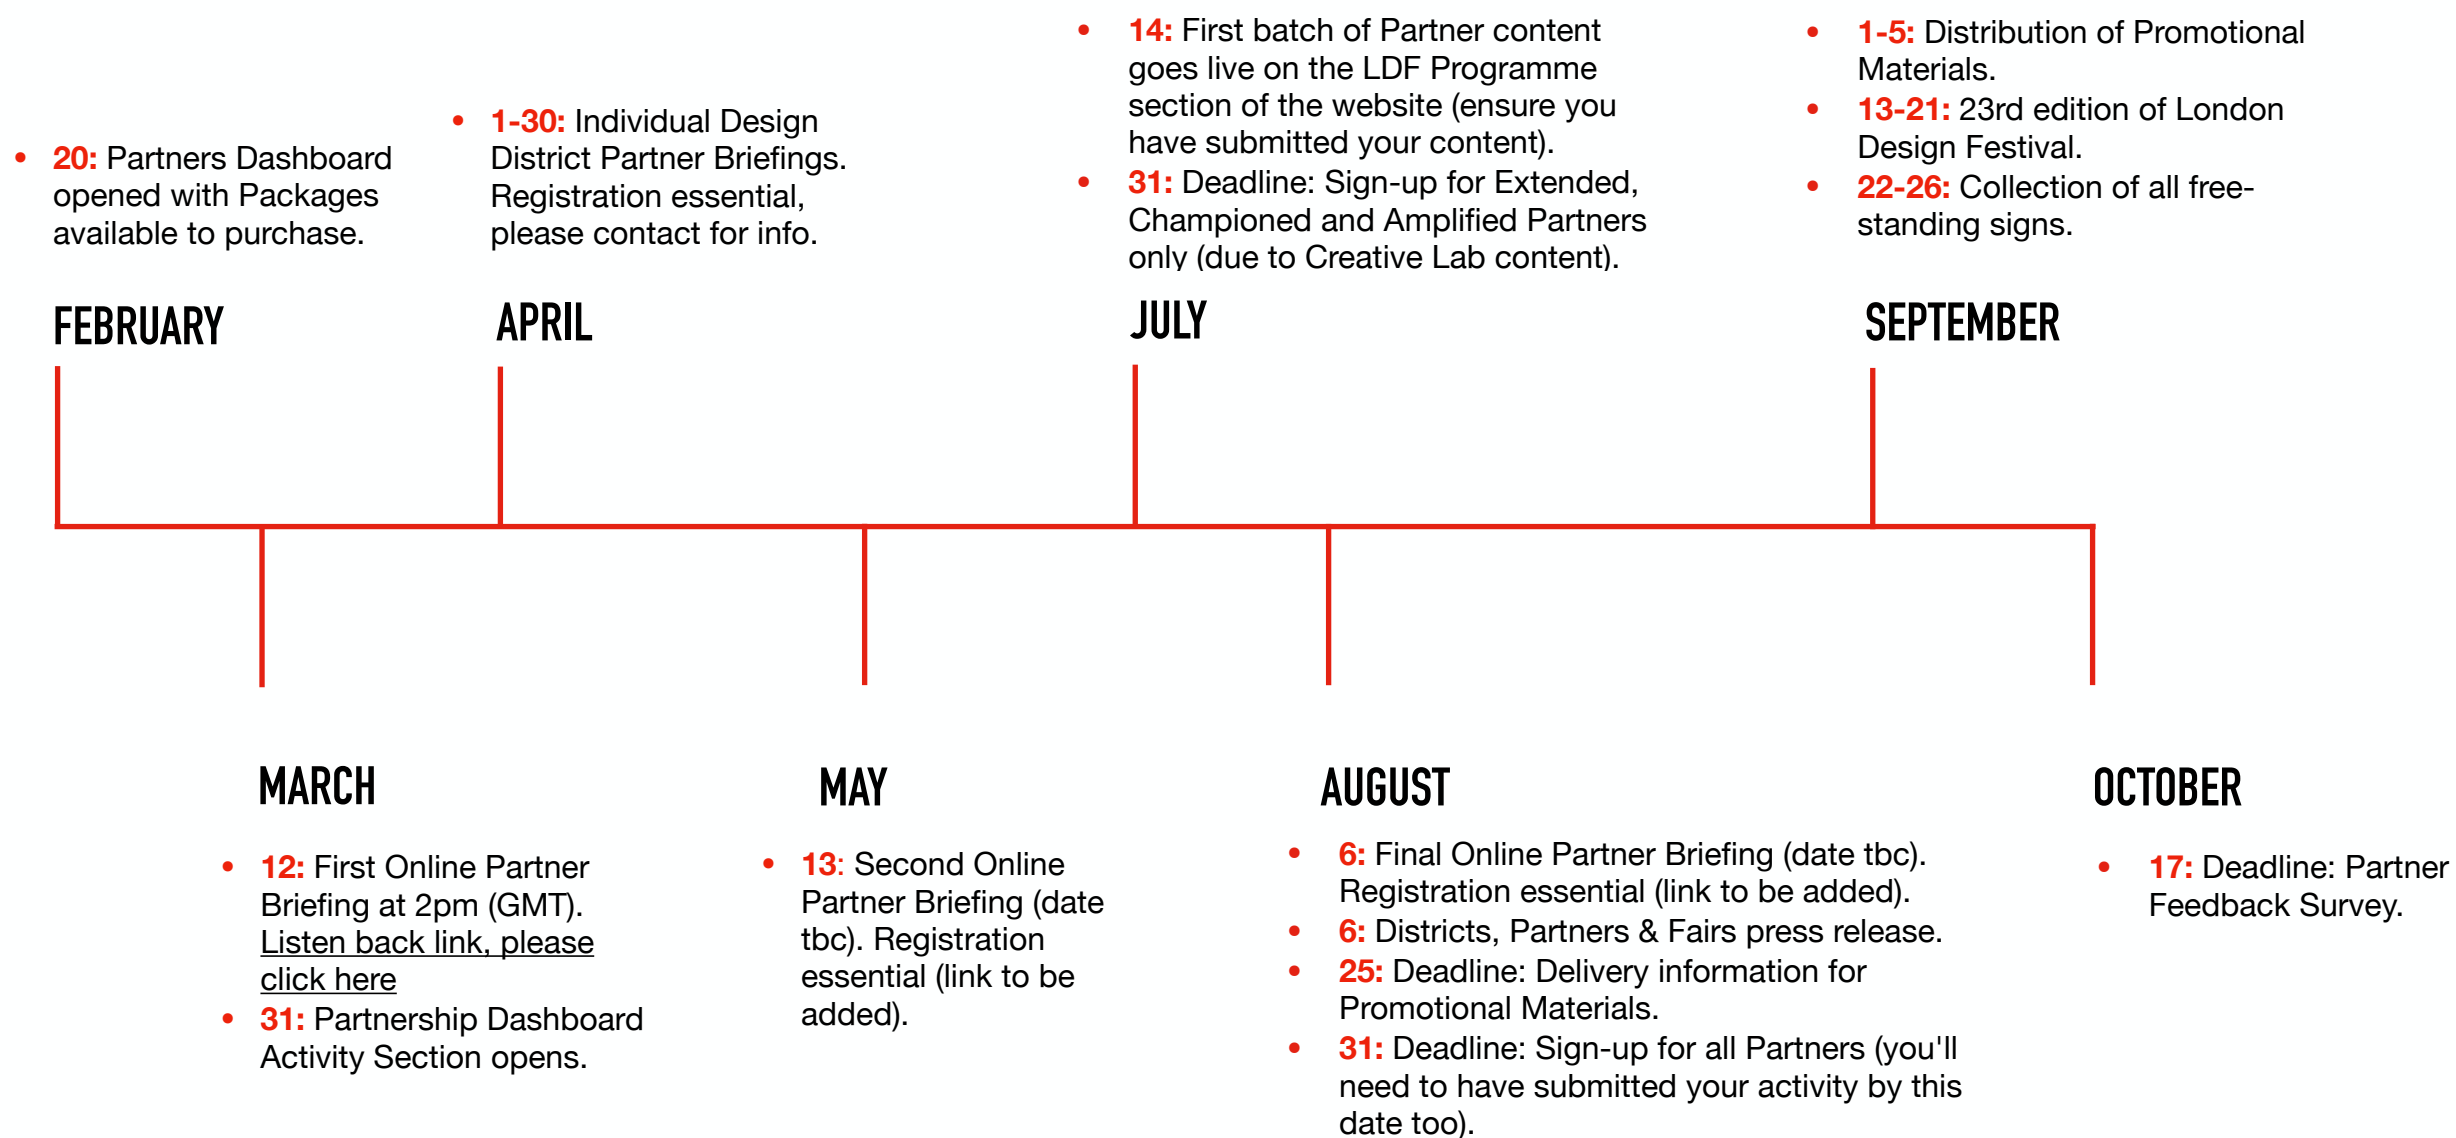 • 20: Partners Dashboard
opened with Packages
available to purchase.
FEBRUARY
• 12: First Online Partner
Briefing at 2pm (GMT).
Listen back link, please
click here
• 31: Partnership Dashboard
Activity Section opens.
MARCH
• 1-30: Individual Design
District Partner Briefings.
Registration essential,
please contact for info.
APRIL
MAY
• 13: Second Online
Partner Briefing (date
tbc). Registration
essential (link to be
added).
• 14: First batch of Partner content
goes live on the LDF Programme
section of the website (ensure you
have submitted your content).
• 31: Deadline: Sign-up for Extended,
Championed and Amplified Partners
only (due to Creative Lab content).
JULY
AUGUST
• 6: Final Online Partner Briefing (date tbc).
Registration essential (link to be added).
• 6: Districts, Partners & Fairs press release.
• 25: Deadline: Delivery information for
Promotional Materials.
• 31: Deadline: Sign-up for all Partners (you'll
need to have submitted your activity by this
date too).
• 1-5: Distribution of Promotional
Materials.
• 13-21: 23rd edition of London
Design Festival.
• 22-26: Collection of all free-
standing signs.
SEPTEMBER
OCTOBER
• 17: Deadline: Partner
Feedback Survey.